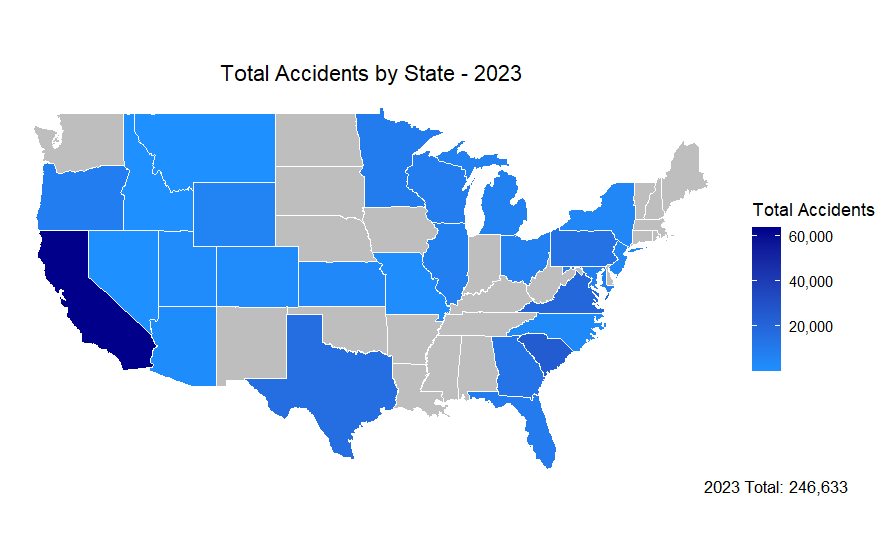 Total Accidents by State - 2023
Total Accidents
60,000
40,000
20,000
2023 Total: 246,633